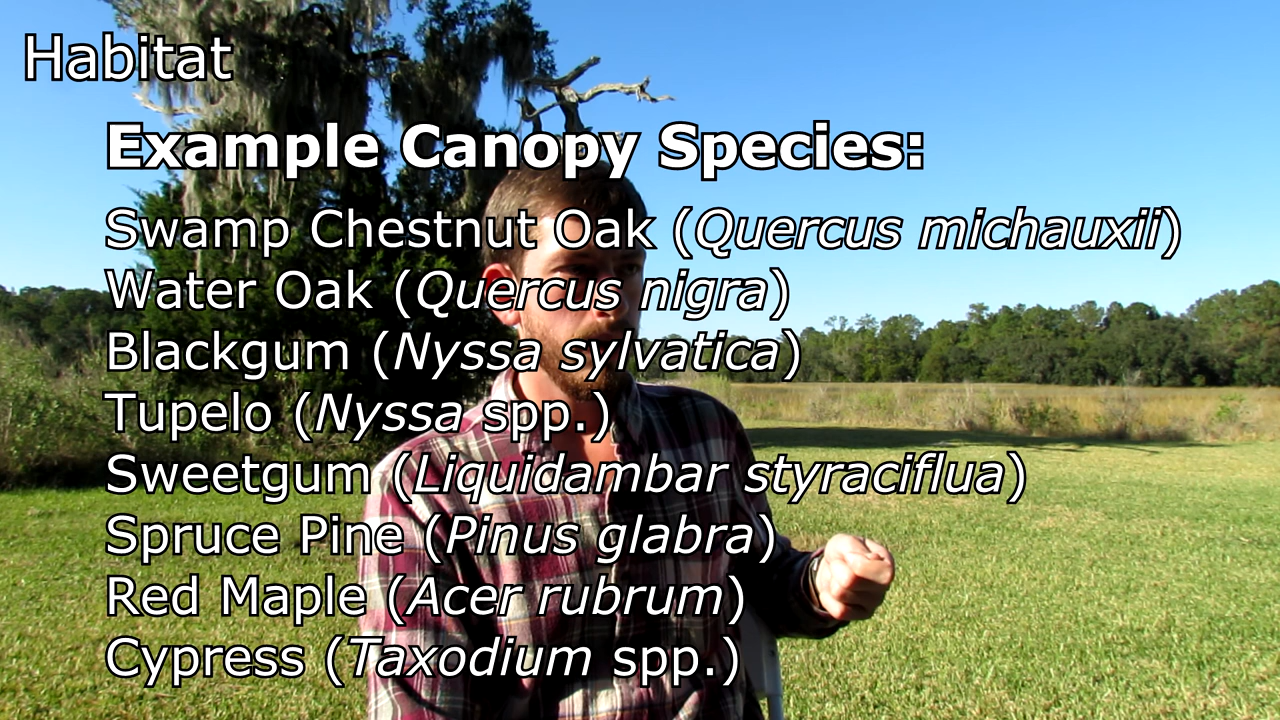 Habitat
Example Canopy Species:
Swamp Chestnut Oak (Quercus michauxii)
Water Oak (Quercus nigra)
Blackgum (Nyssa sylvatica)
Tupelo (Nyssa spp.)
Sweetgum (Liquidambar styraciflua)
Spruce Pine (Pinus glabra)
Red Maple (Acer rubrum)
Cypress (Taxodium spp.)